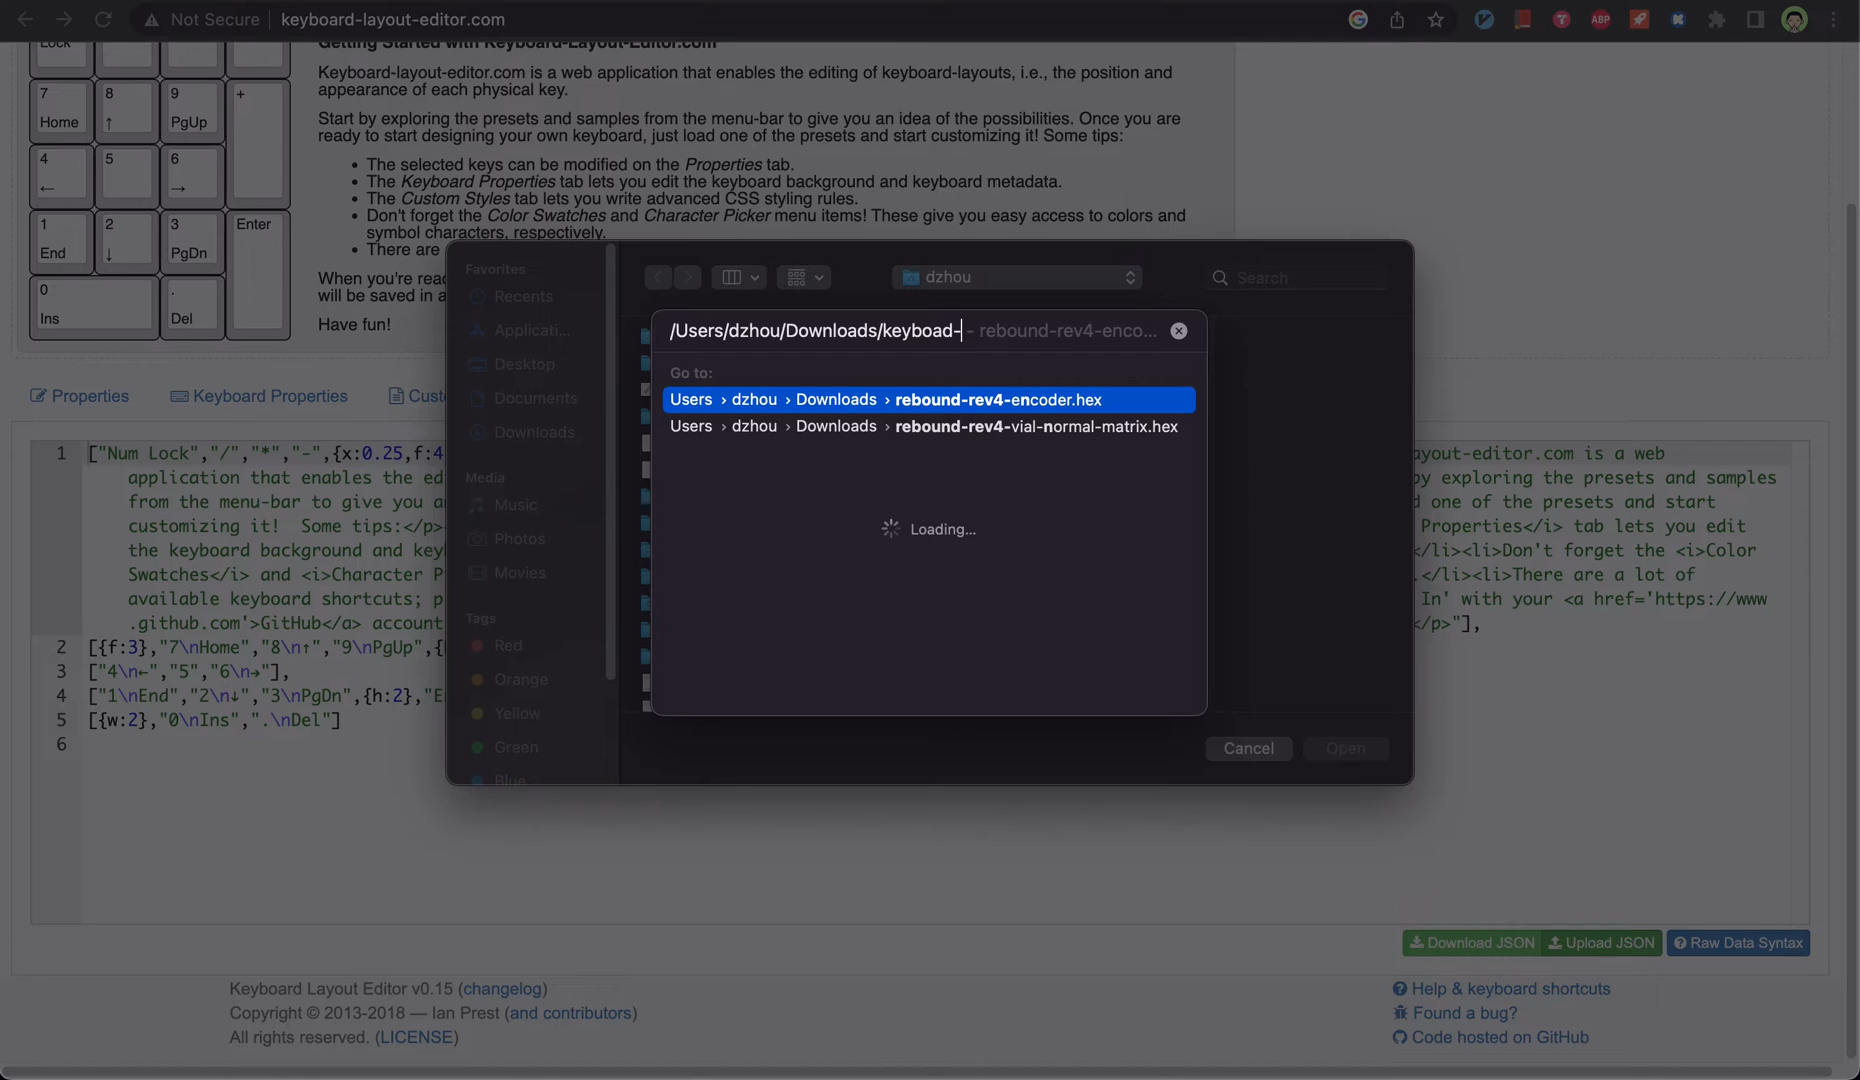 Not Secure keyboard-layout-editor.com
ABP
Lock
Getting Started with Keyboard-Layout-Editor.com
Keyboard-layout-editor.com is a web application that enables the editing of keyboard-layouts, i.e., the position and
appearance of each physical key.
Start by exploring the presets and samples from the menu-bar to give you an idea of the possibilities. Once you are
ready to start designing your own keyboard, just load one of the presets and start customizing it! Some tips:
• The selected keys can be modified on the Properties tab.
• The Keyboard Properties tab lets you edit the keyboard background and keyboard metadata.
• The Custom Styles tab lets you write advanced CSS styling rules.
• Don't forget the Color Swatches and Character Picker menu items! These give you easy access to colors and
symbol characters, respectively.
• There are
When you're read
will be saved in a
Have fun!
7 8 9 +
Home ↑ PgUp
4 5 6
← →
1 2 3 Enter
End ↓ PgDn
0 .
Ins Del
Properties Keyboard Properties Custo
Favorites
Recents
Applicati...
Desktop
Documents
Downloads
Media
Music
Photos
Movies
Tags
Red
Orange
Yellow
Green
Blue
dzhou
Search
/Users/dzhou/Downloads/keyboad- - rebound-rev4-enco...
Go to:
Users › dzhou › Downloads › rebound-rev4-encoder.hex
Users › dzhou › Downloads › rebound-rev4-vial-normal-matrix.hex
Loading...
Cancel Open
1 ["Num Lock","/","*","-",{x:0.25,f:4 ayout-editor.com is a web
application that enables the ed by exploring the presets and samples
from the menu-bar to give you an d one of the presets and start
customizing it! Some tips:</p> Properties</i> tab lets you edit
the keyboard background and key /li><li>Don't forget the <i>Color
Swatches</i> and <i>Character P .</li><li>There are a lot of
available keyboard shortcuts; p In' with your <a href='https://www
.github.com'>GitHub</a> account </p>"],
2 [{f:3},"7\nHome","8\n↑","9\nPgUp",{
3 ["4\n←","5","6\n→"],
4 ["1\nEnd","2\n↓","3\nPgDn",{h:2},"E
5 [{w:2},"0\nIns",".\nDel"]
6
Download JSON Upload JSON Raw Data Syntax
Keyboard Layout Editor v0.15 (changelog)
Copyright © 2013-2018 — Ian Prest (and contributors)
All rights reserved. (LICENSE)
Help & keyboard shortcuts
Found a bug?
Code hosted on GitHub